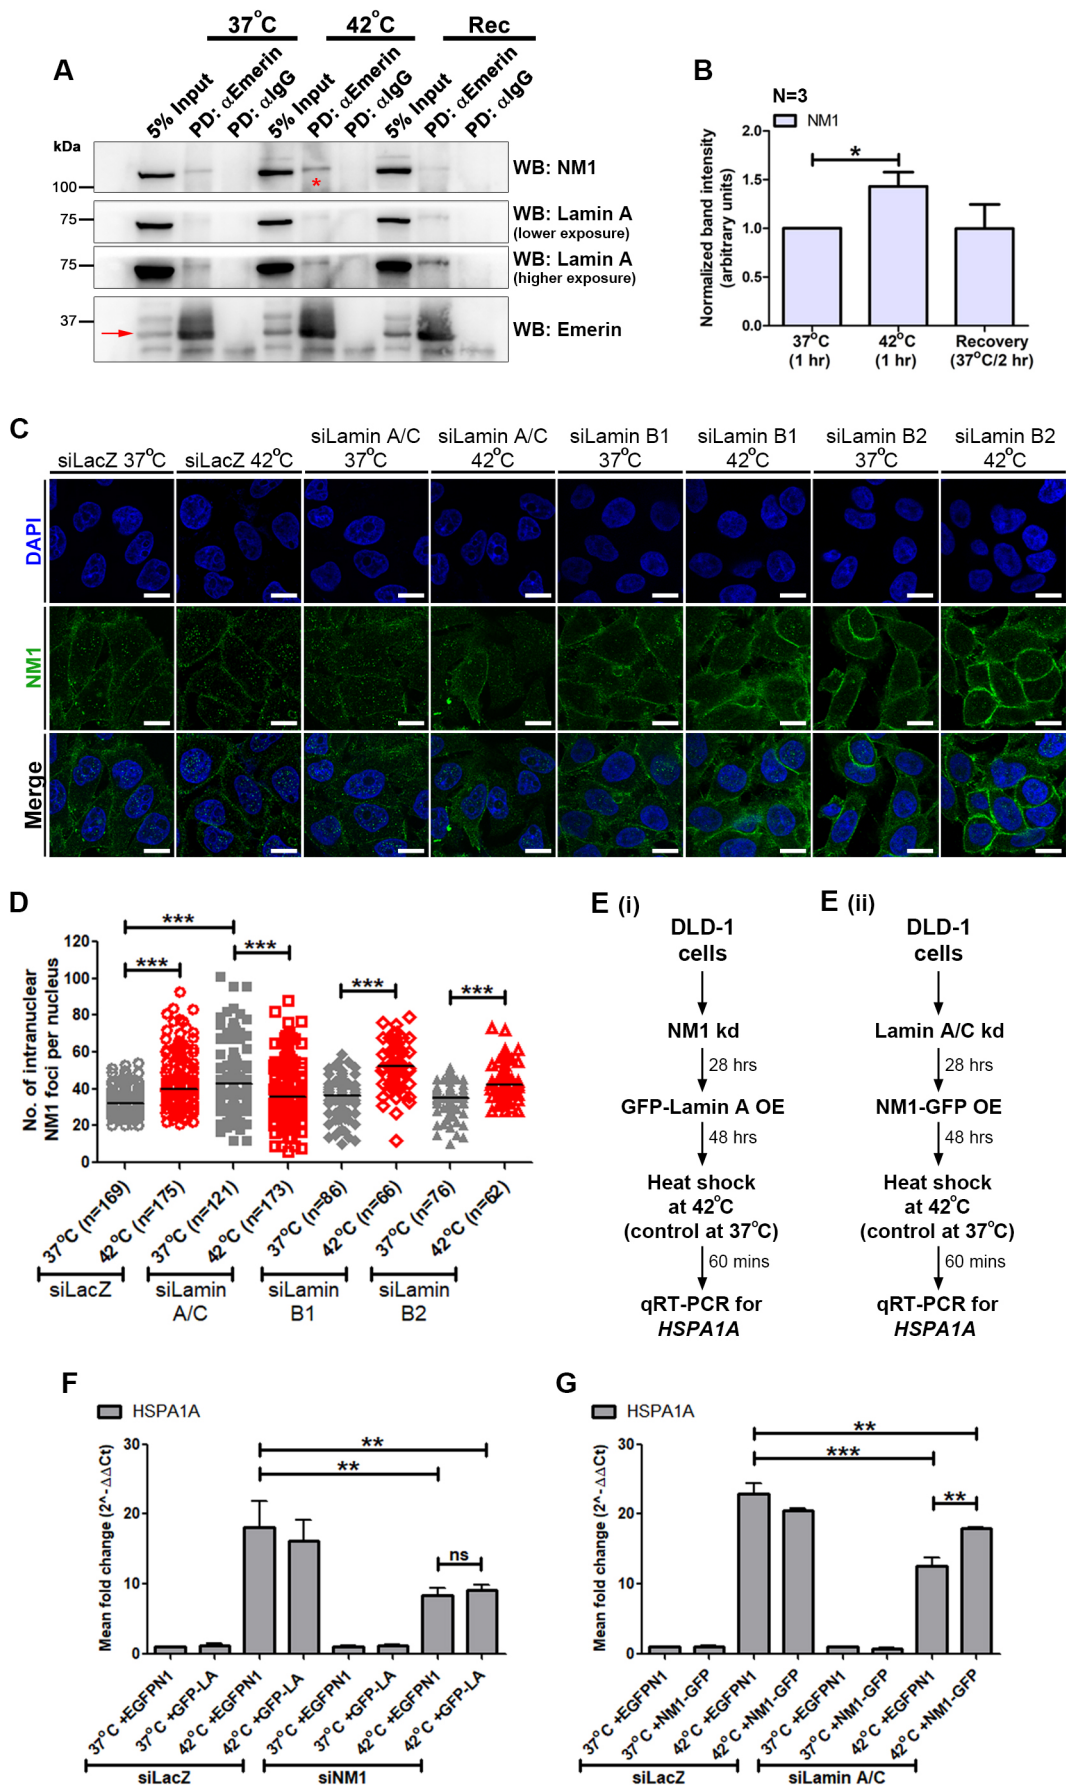 A
37°C
42°C
Rec
5% Input
PD: αEmerin
PD: αIgG
5% Input
PD: αEmerin
PD: αIgG
5% Input
PD: αEmerin
PD: αIgG
kDa
100
WB: NM1
*
75
WB: Lamin A
(lower exposure)
75
WB: Lamin A
(higher exposure)
37
WB: Emerin
B
N=3
NM1
Normalized band intensity
(arbitrary units)
2.0
1.5
1.0
0.5
0.0
*
37°C
(1 hr)
42°C
(1 hr)
Recovery
(37°C/2 hr)
C
siLacZ 37°C
siLacZ 42°C
siLamin A/C
37°C
siLamin A/C
42°C
siLamin B1
37°C
siLamin B1
42°C
siLamin B2
37°C
siLamin B2
42°C
DAPI
NM1
Merge
D
No. of intranuclear
NM1 foci per nucleus
120
100
80
60
40
20
0
***
***
***
***
***
37°C (n=169)
42°C (n=175)
37°C (n=121)
42°C (n=173)
37°C (n=86)
42°C (n=66)
37°C (n=76)
42°C (n=62)
siLacZ
siLamin
A/C
siLamin
B1
siLamin
B2
E (i)
DLD-1
cells
NM1 kd
28 hrs
GFP-Lamin A OE
48 hrs
Heat shock
at 42°C
(control at 37°C)
60 mins
qRT-PCR for
HSPA1A
E (ii)
DLD-1
cells
Lamin A/C kd
28 hrs
NM1-GFP OE
48 hrs
Heat shock
at 42°C
(control at 37°C)
60 mins
qRT-PCR for
HSPA1A
F
HSPA1A
Mean fold change (2^-ΔΔCt)
30
20
10
0
**
**
ns
37°C +EGFPN1
37°C +GFP-LA
42°C +EGFPN1
42°C +GFP-LA
37°C +EGFPN1
37°C +GFP-LA
42°C +EGFPN1
42°C +GFP-LA
siLacZ
siNM1
G
HSPA1A
Mean fold change (2^-ΔΔCt)
30
20
10
0
**
***
**
37°C +EGFPN1
37°C +NM1-GFP
42°C +EGFPN1
42°C +NM1-GFP
37°C +EGFPN1
37°C +NM1-GFP
42°C +EGFPN1
42°C +NM1-GFP
siLacZ
siLamin A/C